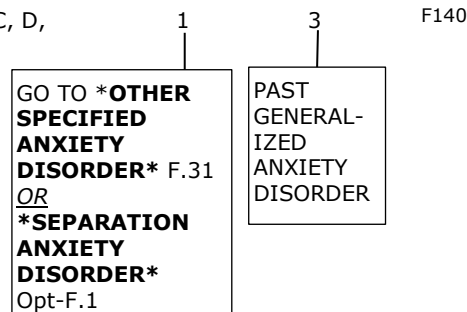 C, D, 1 3 F140
GO TO *OTHER
SPECIFIED
ANXIETY
DISORDER* F.31
OR
*SEPARATION
ANXIETY
DISORDER*
Opt-F.1
PAST
GENERAL-
IZED
ANXIETY
DISORDER